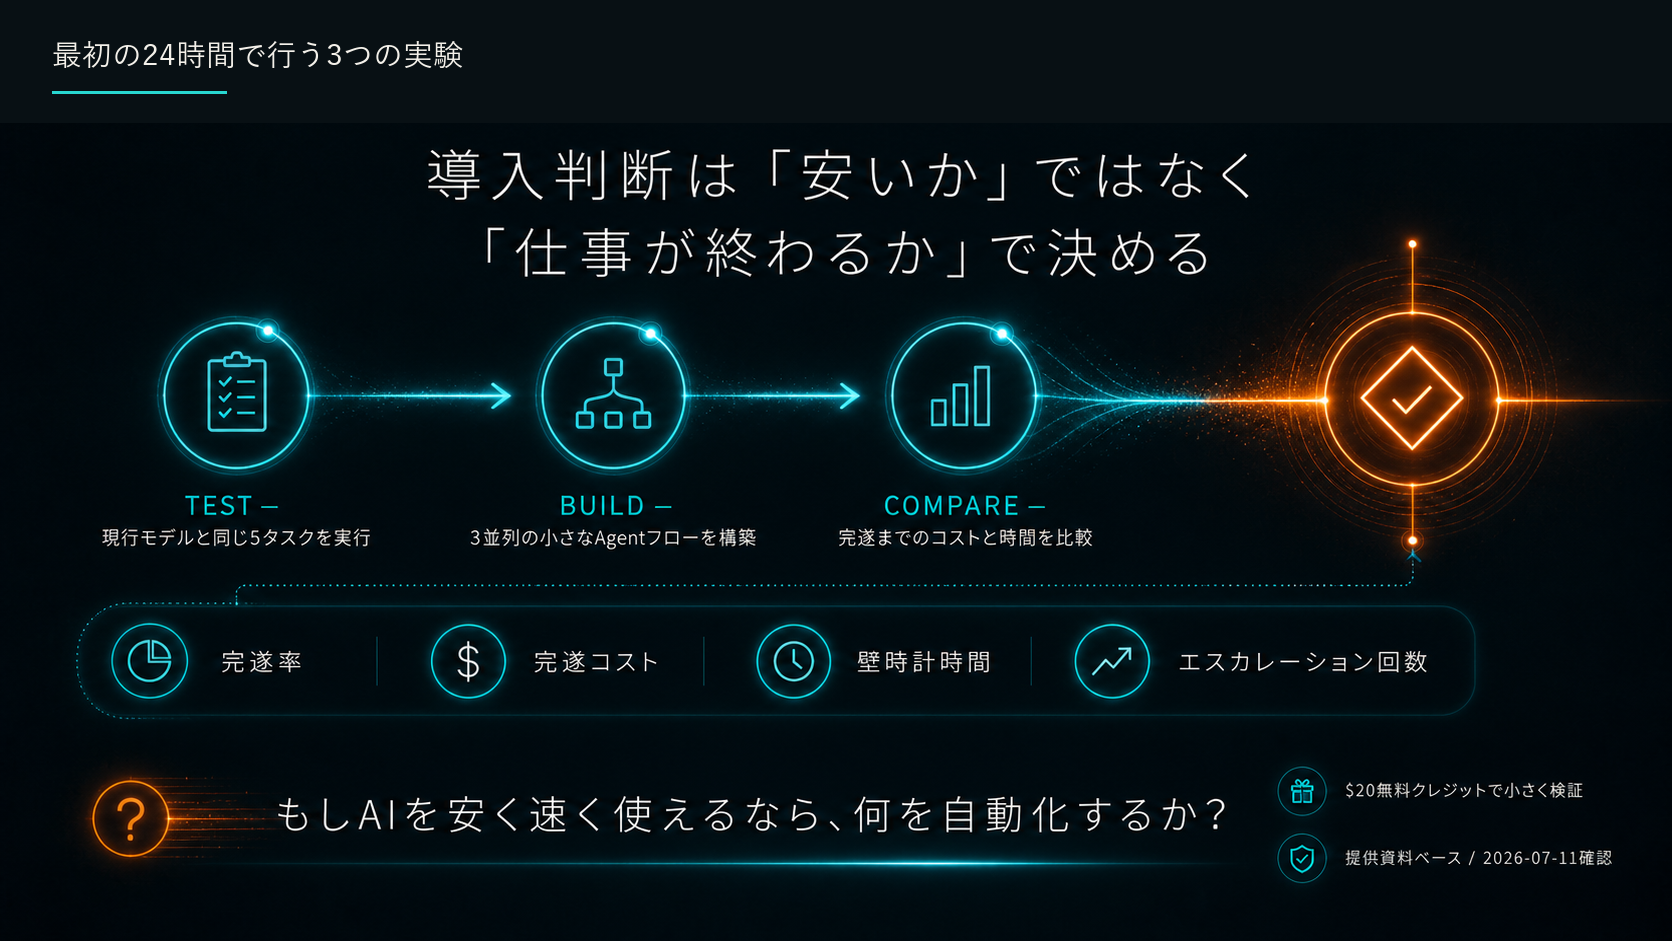 最初の24時間で行う3つの実験
導入判断は「安いか」ではなく
「仕事が終わるか」で決める
TEST –
現行モデルと同じ5タスクを実行
BUILD –
3並列の小さなAgentフローを構築
COMPARE –
完遂までのコストと時間を比較
完遂率
$
完遂コスト
壁時計時間
エスカレーション回数
?
もしAIを安く速く使えるなら、何を自動化するか?
$20無料クレジットで小さく検証
提供資料ベース / 2026-07-11確認